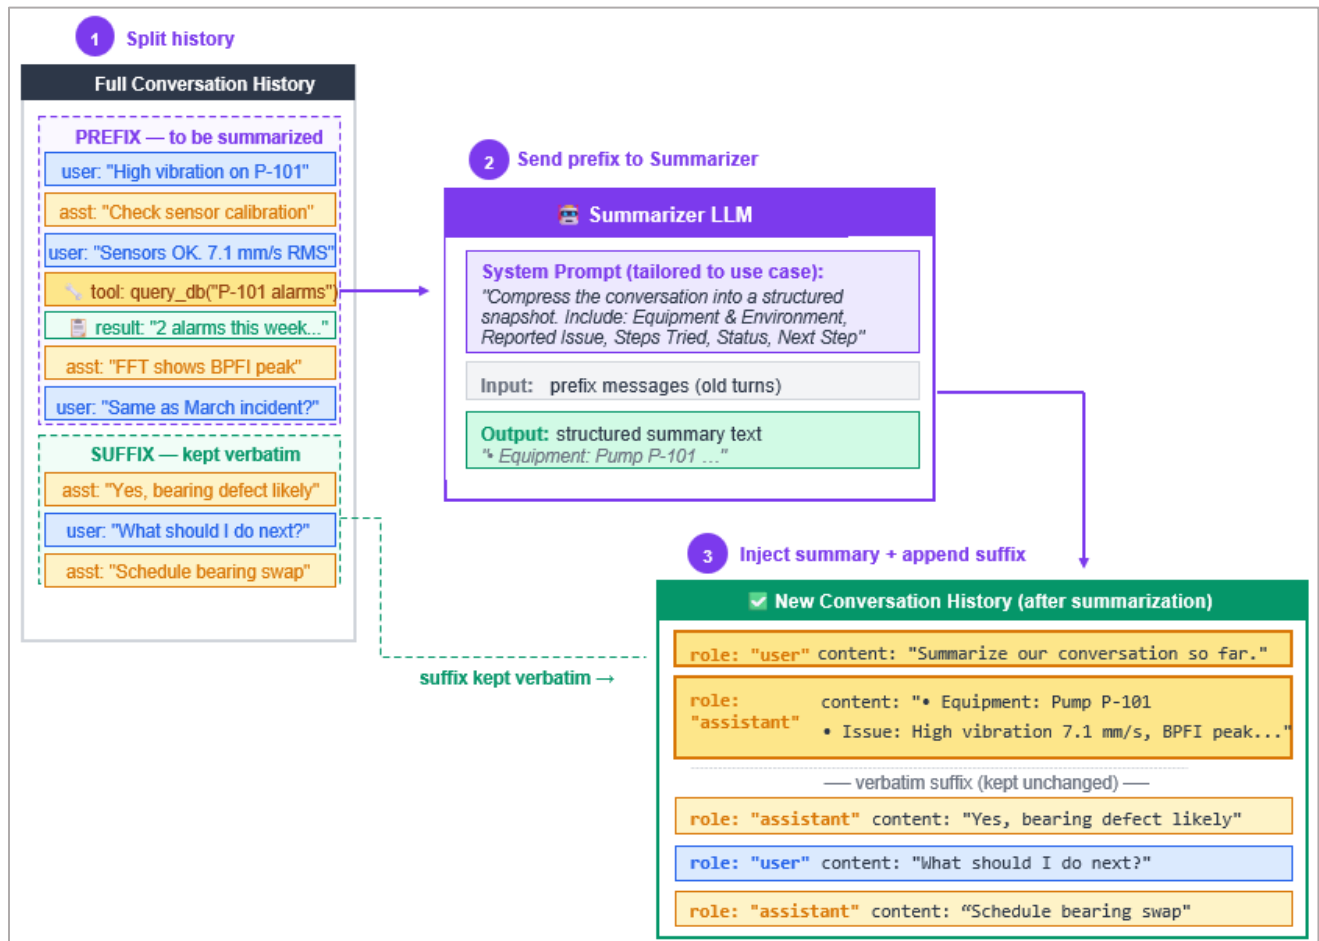 1 Split history
Full Conversation History
PREFIX — to be summarized
user: "High vibration on P-101"
asst: "Check sensor calibration"
user: "Sensors OK. 7.1 mm/s RMS"
tool: query_db("P-101 alarms")
result: "2 alarms this week..."
asst: "FFT shows BPFI peak"
user: "Same as March incident?"
SUFFIX — kept verbatim
asst: "Yes, bearing defect likely"
user: "What should I do next?"
asst: "Schedule bearing swap"
2 Send prefix to Summarizer
Summarizer LLM
System Prompt (tailored to use case):
"Compress the conversation into a structured
snapshot. Include: Equipment & Environment,
Reported Issue, Steps Tried, Status, Next Step"
Input: prefix messages (old turns)
Output: structured summary text
"• Equipment: Pump P-101 …"
suffix kept verbatim →
3 Inject summary + append suffix
✅ New Conversation History (after summarization)
role: "user" content: "Summarize our conversation so far."
role: content: "• Equipment: Pump P-101
"assistant" • Issue: High vibration 7.1 mm/s, BPFI peak..."
—— verbatim suffix (kept unchanged) ——
role: "assistant" content: "Yes, bearing defect likely"
role: "user" content: "What should I do next?"
role: "assistant" content: “Schedule bearing swap"